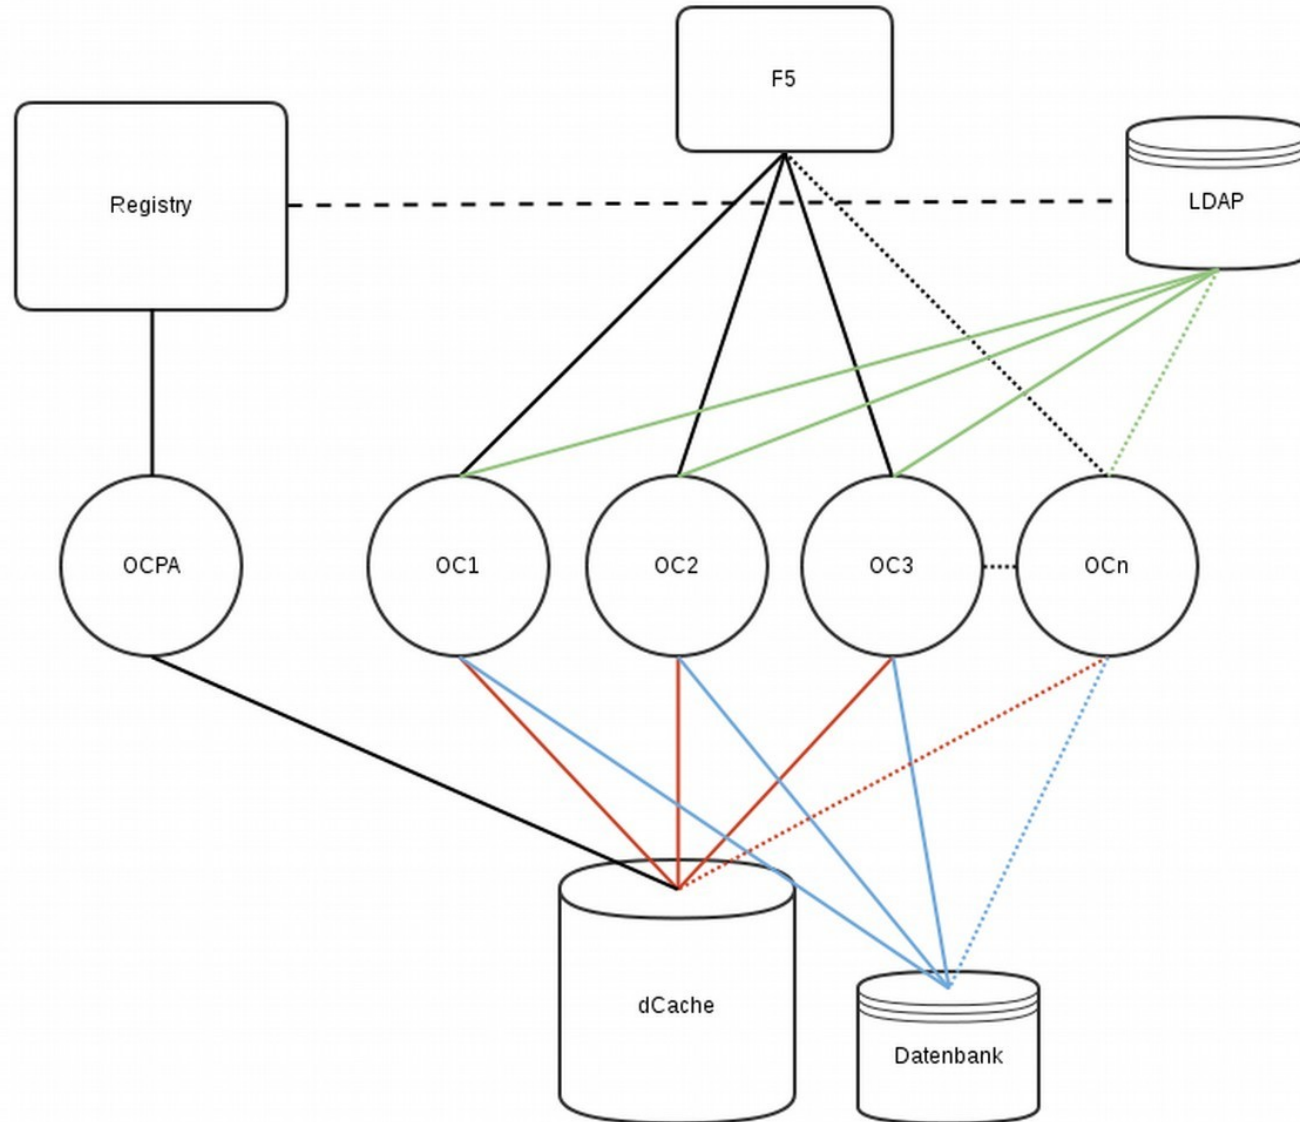 F5
Registry
LDAP
OCPA
OC1
OC2
OC3
OCn
dCache
Datenbank